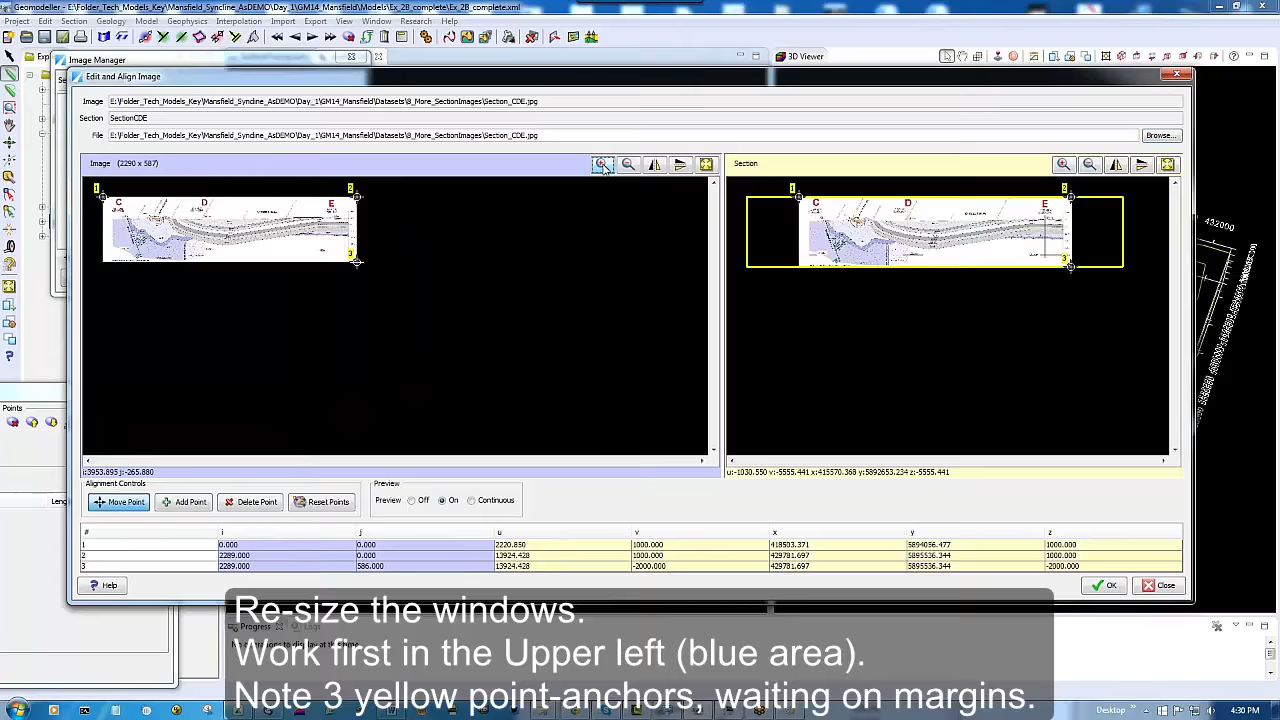 Geomodeller - E:\Folder_Tech_Models_Key\Mansfield_Syncline_AsDEMO\Day_1\GM14_Mansfield\Models\Ex_2B_complete\Ex_2B_complete.xml
Project Edit Section Geology Model Geophysics Interpolation Import Export View Window Research Help
Image Manager
3D Viewer
Edit and Align Image
Image E:\Folder_Tech_Models_Key\Mansfield_Syncline_AsDEMO\Day_1\GM14_Mansfield\Datasets\8_More_SectionImages\Section_CDE.jpg
Section SectionCDE
File E:\Folder_Tech_Models_Key\Mansfield_Syncline_AsDEMO\Day_1\GM14_Mansfield\Datasets\8_More_SectionImages\Section_CDE.jpg Browse...
Image (2290 x 587)
Section
1 2
C D E
3
1 2
C D E
3
412000
i:3953.895 j:-265.880
u:-1030.550 v:-5555.441 x:415570.368 y:5892653.234 z:-5555.441
Points
Alignment Controls
Preview
Move Point Add Point Delete Point Reset Points
Preview Off On Continuous
# i j u v x y z
1 0.000 0.000 2220.850 1000.000 418503.371 5894056.477 1000.000
2 2289.000 0.000 13924.428 1000.000 429781.697 5895536.344 1000.000
3 2289.000 586.000 13924.428 -2000.000 429781.697 5895536.344 -2000.000
Help OK Close
Progress
Re-size the windows.
Work first in the Upper left (blue area).
Note 3 yellow point-anchors, waiting on margins.
Desktop 4:30 PM